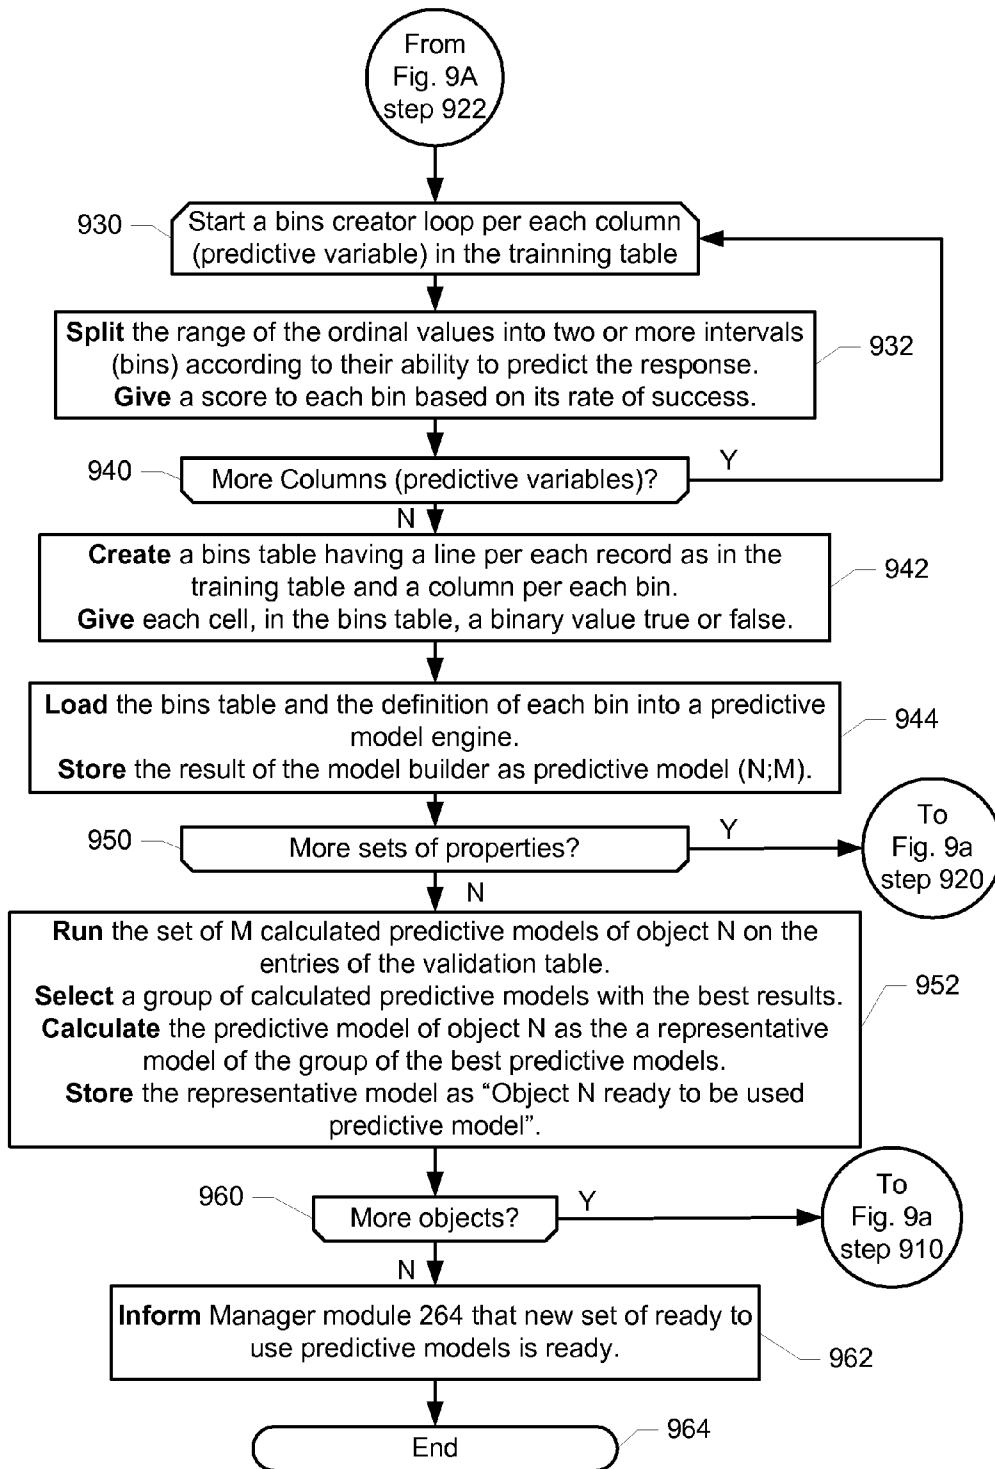 From
Fig. 9A
step 922
930
Start a bins creator loop per each column
(predictive variable) in the trainning table
Split the range of the ordinal values into two or more intervals
(bins) according to their ability to predict the response.
Give a score to each bin based on its rate of success.
932
940
More Columns (predictive variables)?
Y
N
Create a bins table having a line per each record as in the
training table and a column per each bin.
Give each cell, in the bins table, a binary value true or false.
942
Load the bins table and the definition of each bin into a predictive
model engine.
Store the result of the model builder as predictive model (N;M).
944
950
More sets of properties?
Y
To
Fig. 9a
step 920
N
Run the set of M calculated predictive models of object N on the
entries of the validation table.
Select a group of calculated predictive models with the best results.
Calculate the predictive model of object N as the a representative
model of the group of the best predictive models.
Store the representative model as “Object N ready to be used
predictive model”.
952
960
More objects?
Y
To
Fig. 9a
step 910
N
Inform Manager module 264 that new set of ready to
use predictive models is ready.
962
End
964